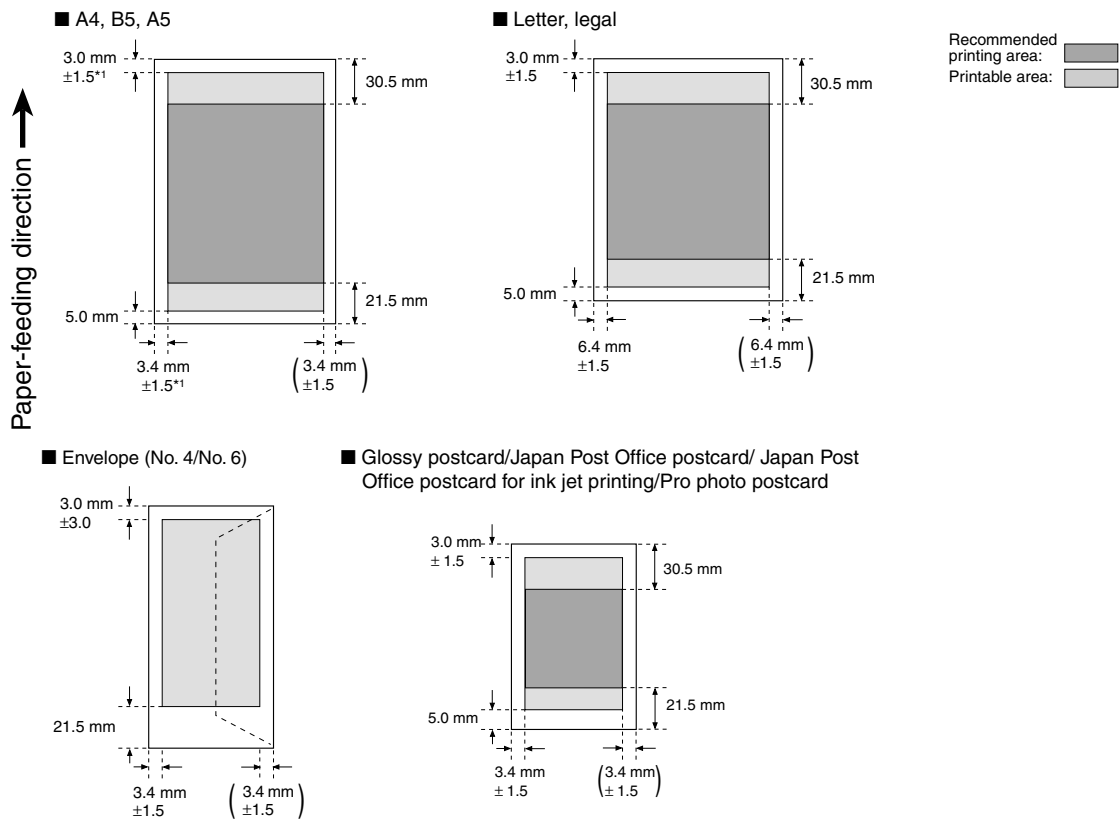 ■ A4, B5, A5
3.0 mm
±1.5*1
30.5 mm
21.5 mm
5.0 mm
3.4 mm
±1.5*1
(3.4 mm
±1.5)
■ Letter, legal
3.0 mm
±1.5
30.5 mm
21.5 mm
5.0 mm
6.4 mm
±1.5
(6.4 mm
±1.5)
Recommended
printing area:
Printable area:
Paper-feeding direction
■ Envelope (No. 4/No. 6)
3.0 mm
±3.0
21.5 mm
3.4 mm
±1.5
(3.4 mm
±1.5)
■ Glossy postcard/Japan Post Office postcard/ Japan Post
Office postcard for ink jet printing/Pro photo postcard
3.0 mm
± 1.5
30.5 mm
21.5 mm
5.0 mm
3.4 mm
± 1.5
(3.4 mm
± 1.5)